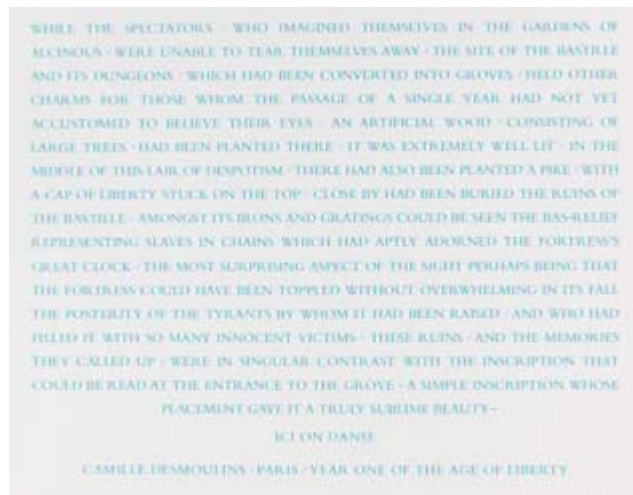 WHILE THE SPECTATORS · WHO IMAGINED THEMSELVES IN THE GARDENS OF
ALCINOUS · WERE UNABLE TO TEAR THEMSELVES AWAY · THE SITE OF THE BASTILLE
AND ITS DUNGEONS · WHICH HAD BEEN CONVERTED INTO GROVES · HELD OTHER
CHARMS FOR THOSE WHOM THE PASSAGE OF A SINGLE YEAR HAD NOT YET
ACCUSTOMED TO BELIEVE THEIR EYES · AN ARTIFICIAL WOOD · CONSISTING OF
LARGE TREES · HAD BEEN PLANTED THERE · IT WAS EXTREMELY WELL LIT · IN THE
MIDDLE OF THIS LAIR OF DESPOTISM · THERE HAD ALSO BEEN PLANTED A PIKE · WITH
A CAP OF LIBERTY STUCK ON THE TOP · CLOSE BY HAD BEEN BURIED THE RUINS OF
THE BASTILLE · AMONGST ITS IRONS AND GRATINGS COULD BE SEEN THE BAS-RELIEF
REPRESENTING SLAVES IN CHAINS WHICH HAD APTLY ADORNED THE FORTRESS'S
GREAT CLOCK · THE MOST SURPRISING ASPECT OF THE SIGHT PERHAPS BEING THAT
THE FORTRESS COULD HAVE BEEN TOPPLED WITHOUT OVERWHELMING IN ITS FALL
THE POSTERITY OF THE TYRANTS BY WHOM IT HAD BEEN RAISED · AND WHO HAD
FILLED IT WITH SO MANY INNOCENT VICTIMS · THESE RUINS · AND THE MEMORIES
THEY CALLED UP · WERE IN SINGULAR CONTRAST WITH THE INSCRIPTION THAT
COULD BE READ AT THE ENTRANCE TO THE GROVE – A SIMPLE INSCRIPTION WHOSE
PLACEMENT GAVE IT A TRULY SUBLIME BEAUTY –
ICI ON DANSE
CAMILLE DESMOULINS · PARIS · YEAR ONE OF THE AGE OF LIBERTY